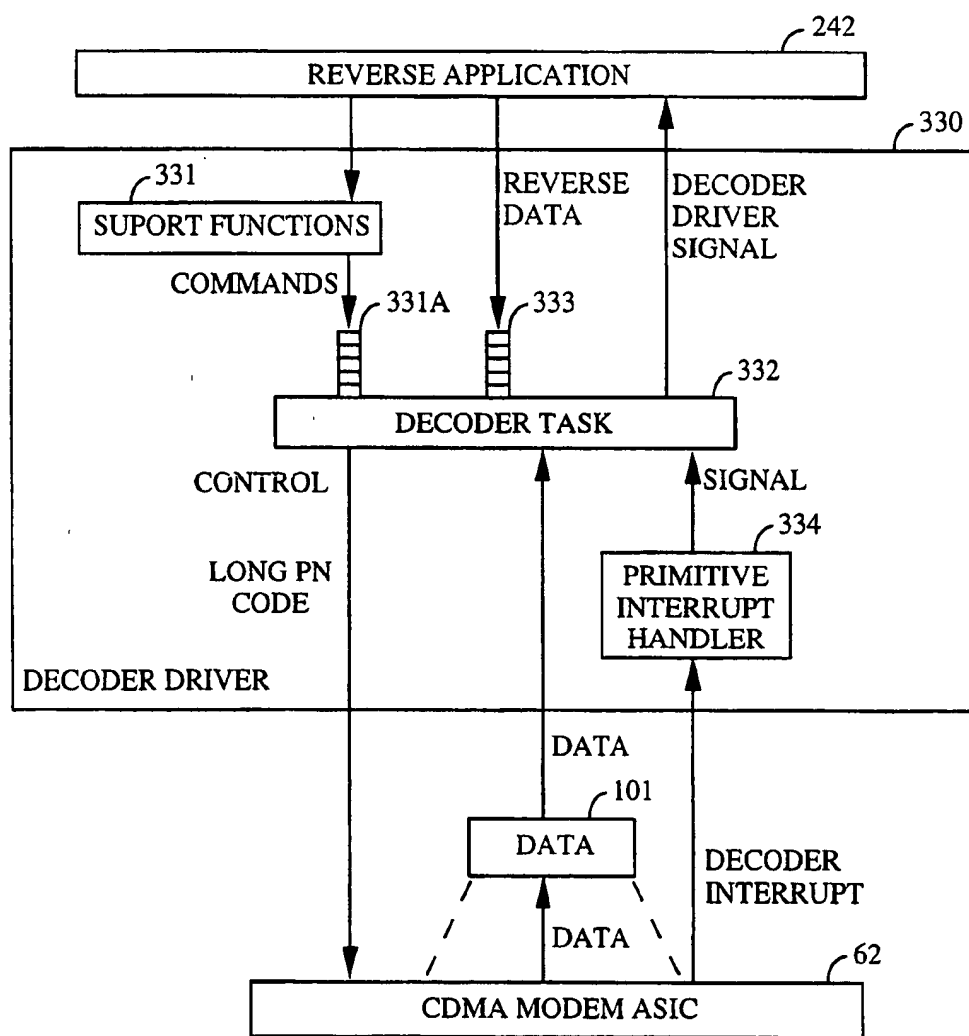 242
REVERSE APPLICATION
330
331
SUPORT FUNCTIONS
REVERSE
DATA
DECODER
DRIVER
SIGNAL
COMMANDS
331A
333
332
DECODER TASK
CONTROL
SIGNAL
334
LONG PN
CODE
PRIMITIVE
INTERRUPT
HANDLER
DECODER DRIVER
DATA
101
DATA
DECODER
INTERRUPT
DATA
62
CDMA MODEM ASIC